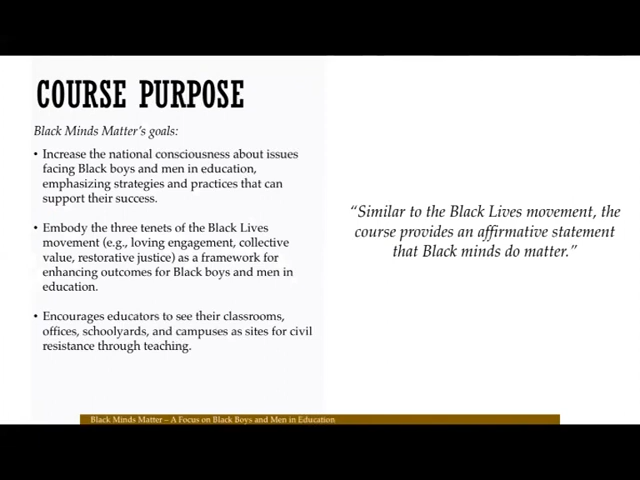 COURSE PURPOSE
Black Minds Matter's goals:
• Increase the national consciousness about issues
facing Black boys and men in education,
emphasizing strategies and practices that can
support their success.
• Embody the three tenets of the Black Lives
movement (e.g., loving engagement, collective
value, restorative justice) as a framework for
enhancing outcomes for Black boys and men in
education.
• Encourages educators to see their classrooms,
offices, schoolyards, and campuses as sites for civil
resistance through teaching.
“Similar to the Black Lives movement, the
course provides an affirmative statement
that Black minds do matter.”
Black Minds Matter – A Focus on Black Boys and Men in Education